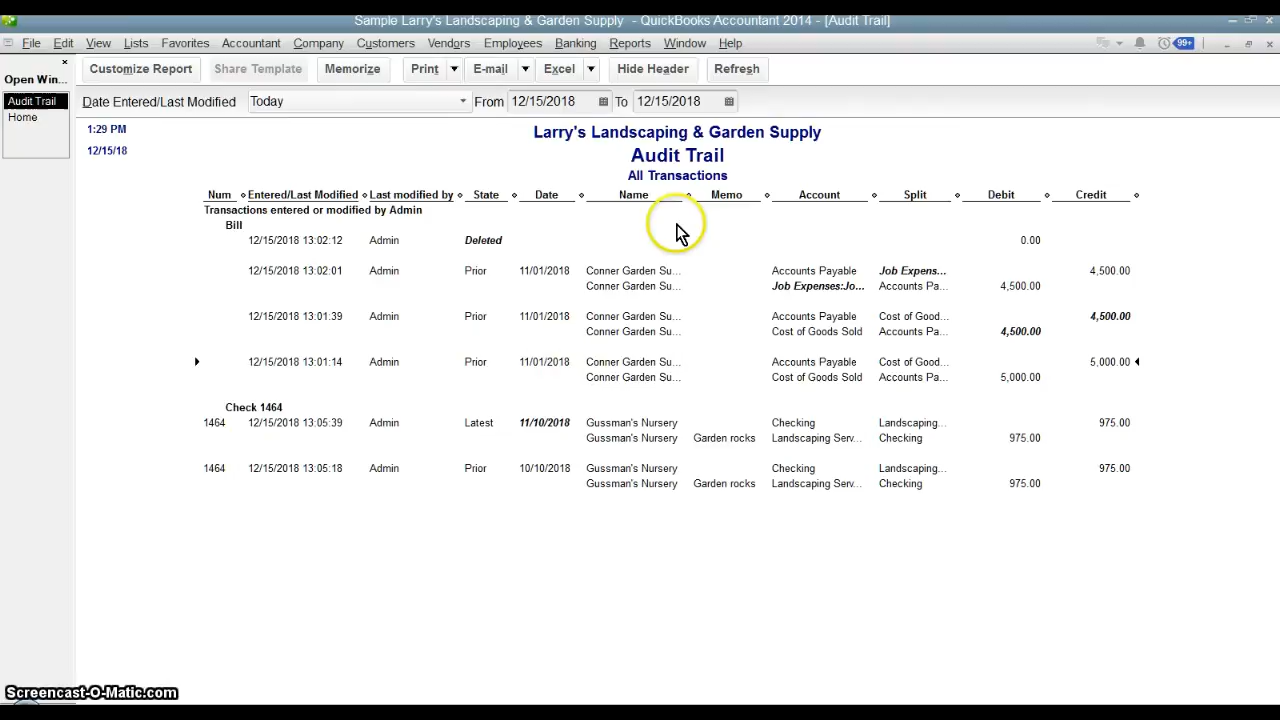 Sample Larry's Landscaping & Garden Supply - QuickBooks Accountant 2014 - [Audit Trail]
File Edit View Lists Favorites Accountant Company Customers Vendors Employees Banking Reports Window Help 99+
Open Win...
Audit Trail
Home
Customize Report Share Template Memorize Print E-mail Excel Hide Header Refresh
Date Entered/Last Modified Today From 12/15/2018 To 12/15/2018
1:29 PM
12/15/18
Larry's Landscaping & Garden Supply
Audit Trail
All Transactions
Num Entered/Last Modified Last modified by State Date Name Memo Account Split Debit Credit
Transactions entered or modified by Admin
Bill
12/15/2018 13:02:12 Admin Deleted 0.00
12/15/2018 13:02:01 Admin Prior 11/01/2018 Conner Garden Su... Accounts Payable Job Expens... 4,500.00
Conner Garden Su... Job Expenses:Jo... Accounts Pa... 4,500.00
12/15/2018 13:01:39 Admin Prior 11/01/2018 Conner Garden Su... Accounts Payable Cost of Good... 4,500.00
Conner Garden Su... Cost of Goods Sold Accounts Pa... 4,500.00
12/15/2018 13:01:14 Admin Prior 11/01/2018 Conner Garden Su... Accounts Payable Cost of Good... 5,000.00
Conner Garden Su... Cost of Goods Sold Accounts Pa... 5,000.00
Check 1464
1464 12/15/2018 13:05:39 Admin Latest 11/10/2018 Gussman's Nursery Checking Landscaping... 975.00
Gussman's Nursery Garden rocks Landscaping Serv... Checking 975.00
1464 12/15/2018 13:05:18 Admin Prior 10/10/2018 Gussman's Nursery Checking Landscaping... 975.00
Gussman's Nursery Garden rocks Landscaping Serv... Checking 975.00
Screencast-O-Matic.com